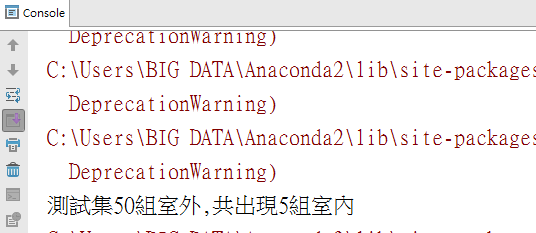 Console
DeprecationWarning)
C:\Users\BIG DATA\Anaconda2\lib\site-packages
DeprecationWarning)
C:\Users\BIG DATA\Anaconda2\lib\site-packages
DeprecationWarning)
測試集50組室外,共出現5組室內